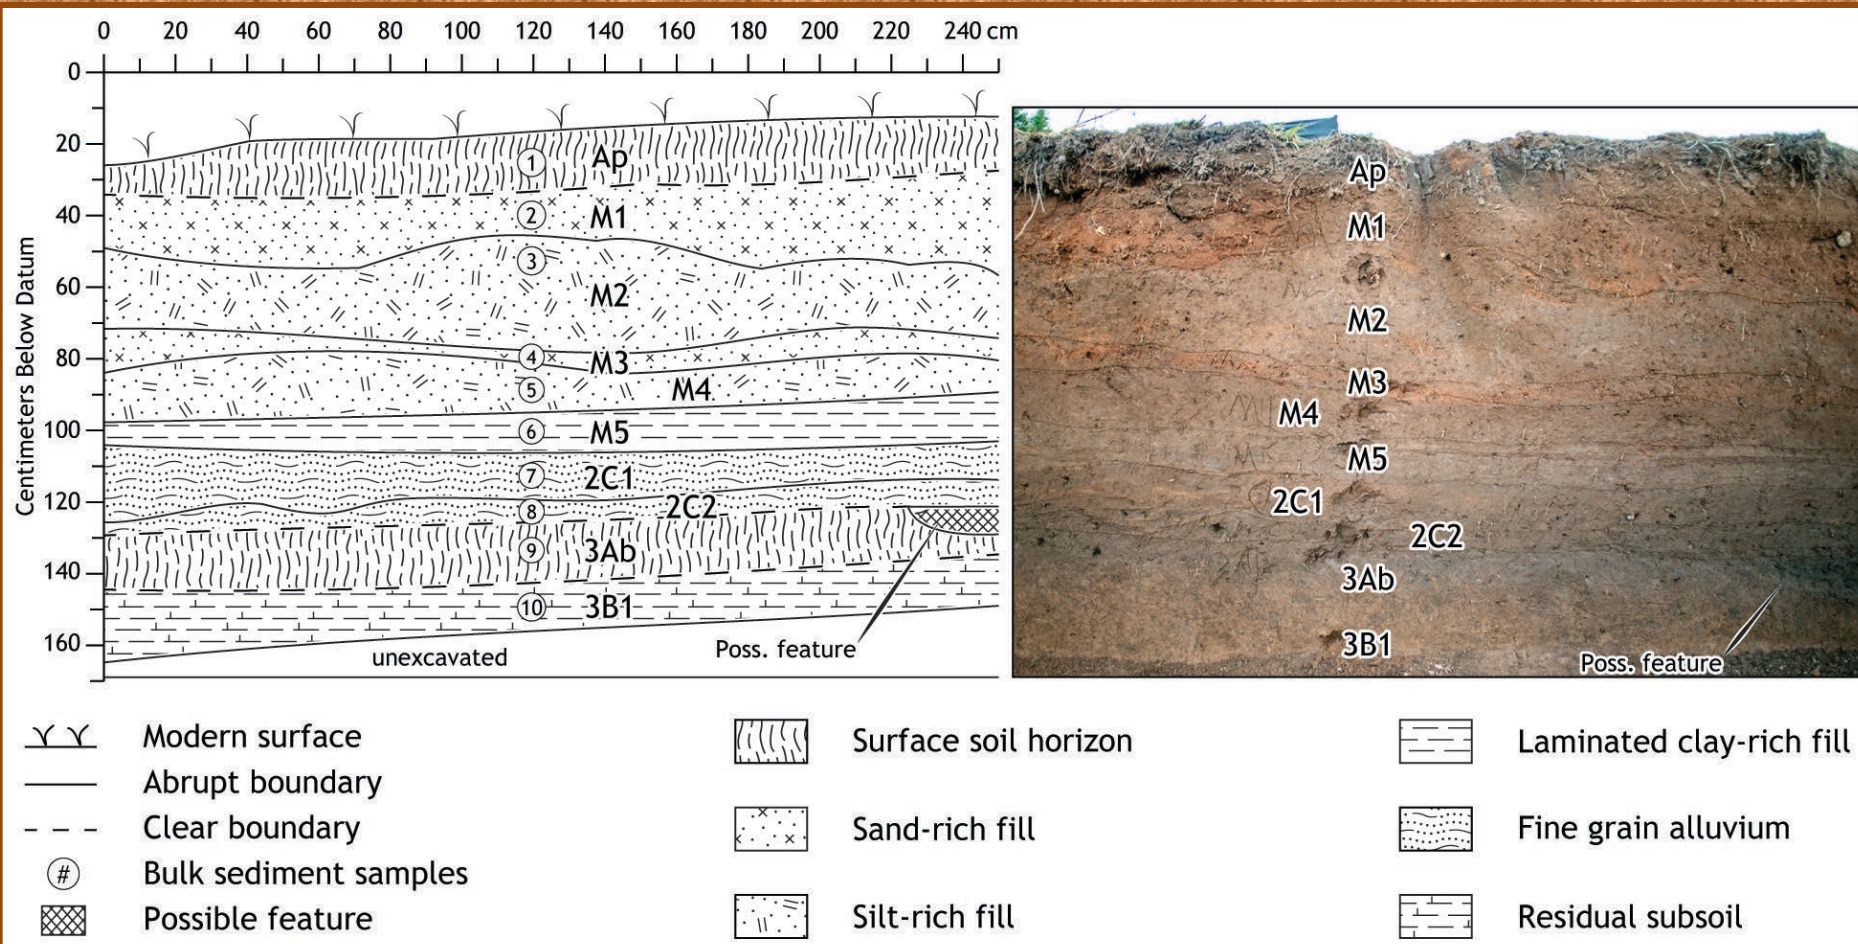 0 20 40 60 80 100 120 140 160 180 200 220 240 cm
0
20
40
60
80
100
120
140
160
Centimeters Below Datum
1 Ap
2 M1
3
M2
4 M3
5 M4
6 M5
7 2C1
8 2C2
9 3Ab
10 3B1
unexcavated
Poss. feature
Ap
M1
M2
M3
M4
M5
2C1
2C2
3Ab
3B1
Poss. feature
Modern surface
Abrupt boundary
Clear boundary
# Bulk sediment samples
Possible feature
Surface soil horizon
Sand-rich fill
Silt-rich fill
Laminated clay-rich fill
Fine grain alluvium
Residual subsoil